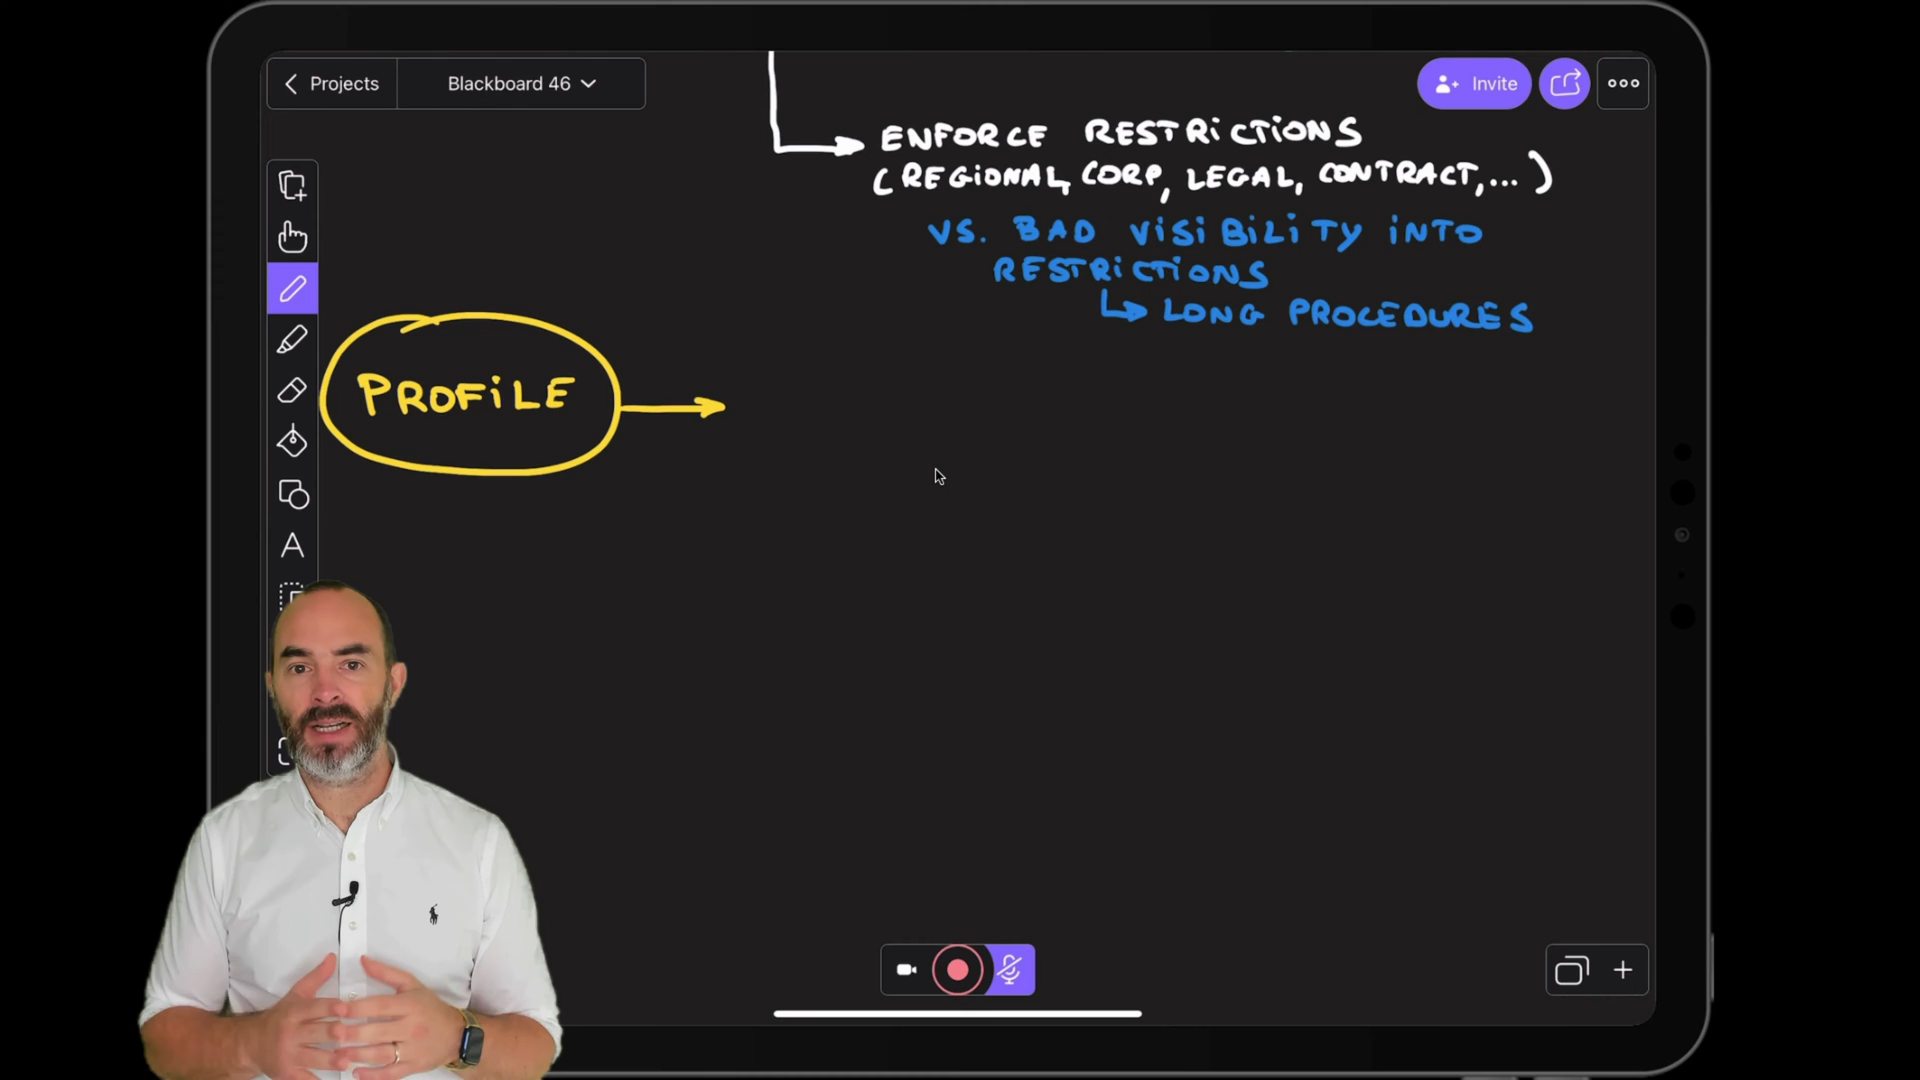 Projects
Blackboard 46
Invite
ENFORCE RESTRiCTiONS
(REGiONAL, CORP, LEGAL, CONTRACT,...)
VS. BAD ViSiBiLiTY iNTO
RESTRiCTiONS
LONG PROCEDURES
PROFiLE
A